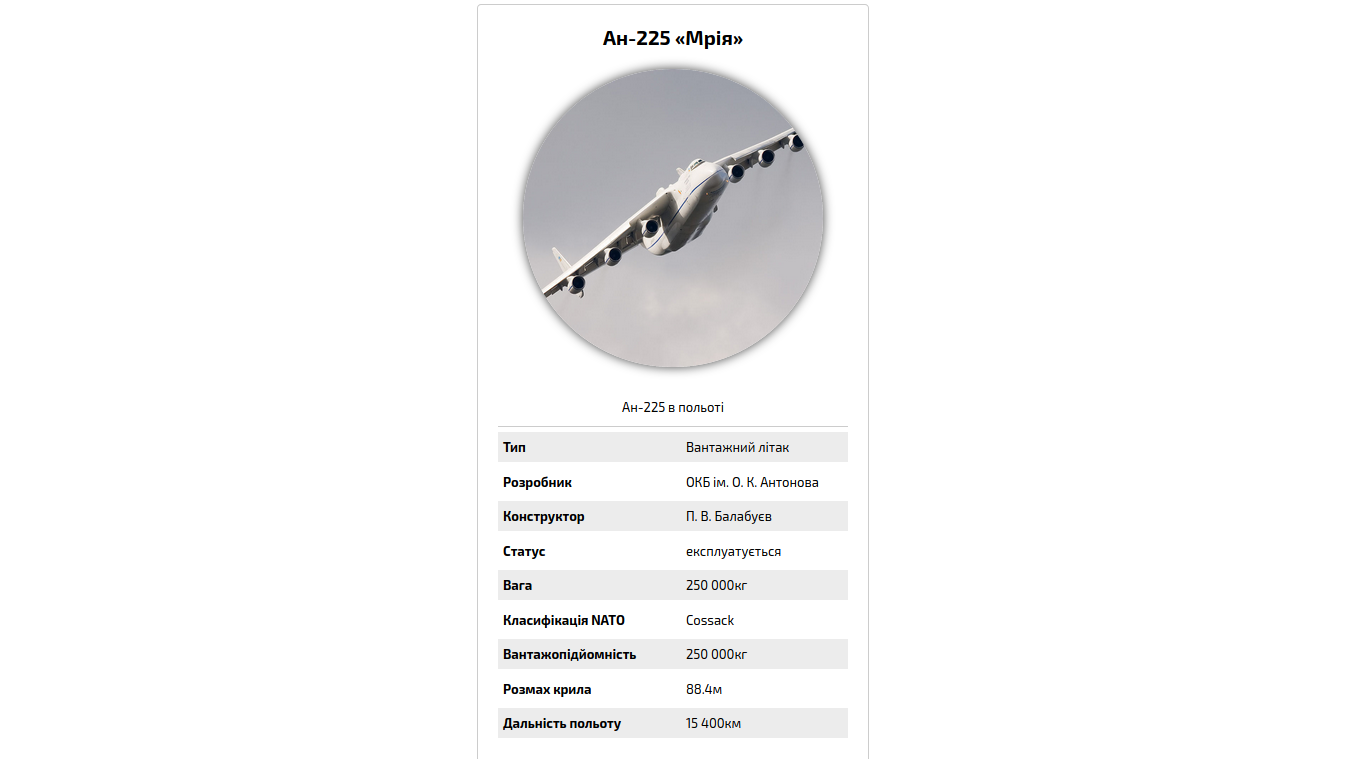 Ан-225 «Мрія»
Ан-225 в польоті
Тип Вантажний літак
Розробник ОКБ ім. О. К. Антонова
Конструктор П. В. Балабуєв
Статус експлуатується
Вага 250 000кг
Класифікація NATO Cossack
Вантажопідйомність 250 000кг
Розмах крила 88.4м
Дальність польоту 15 400км